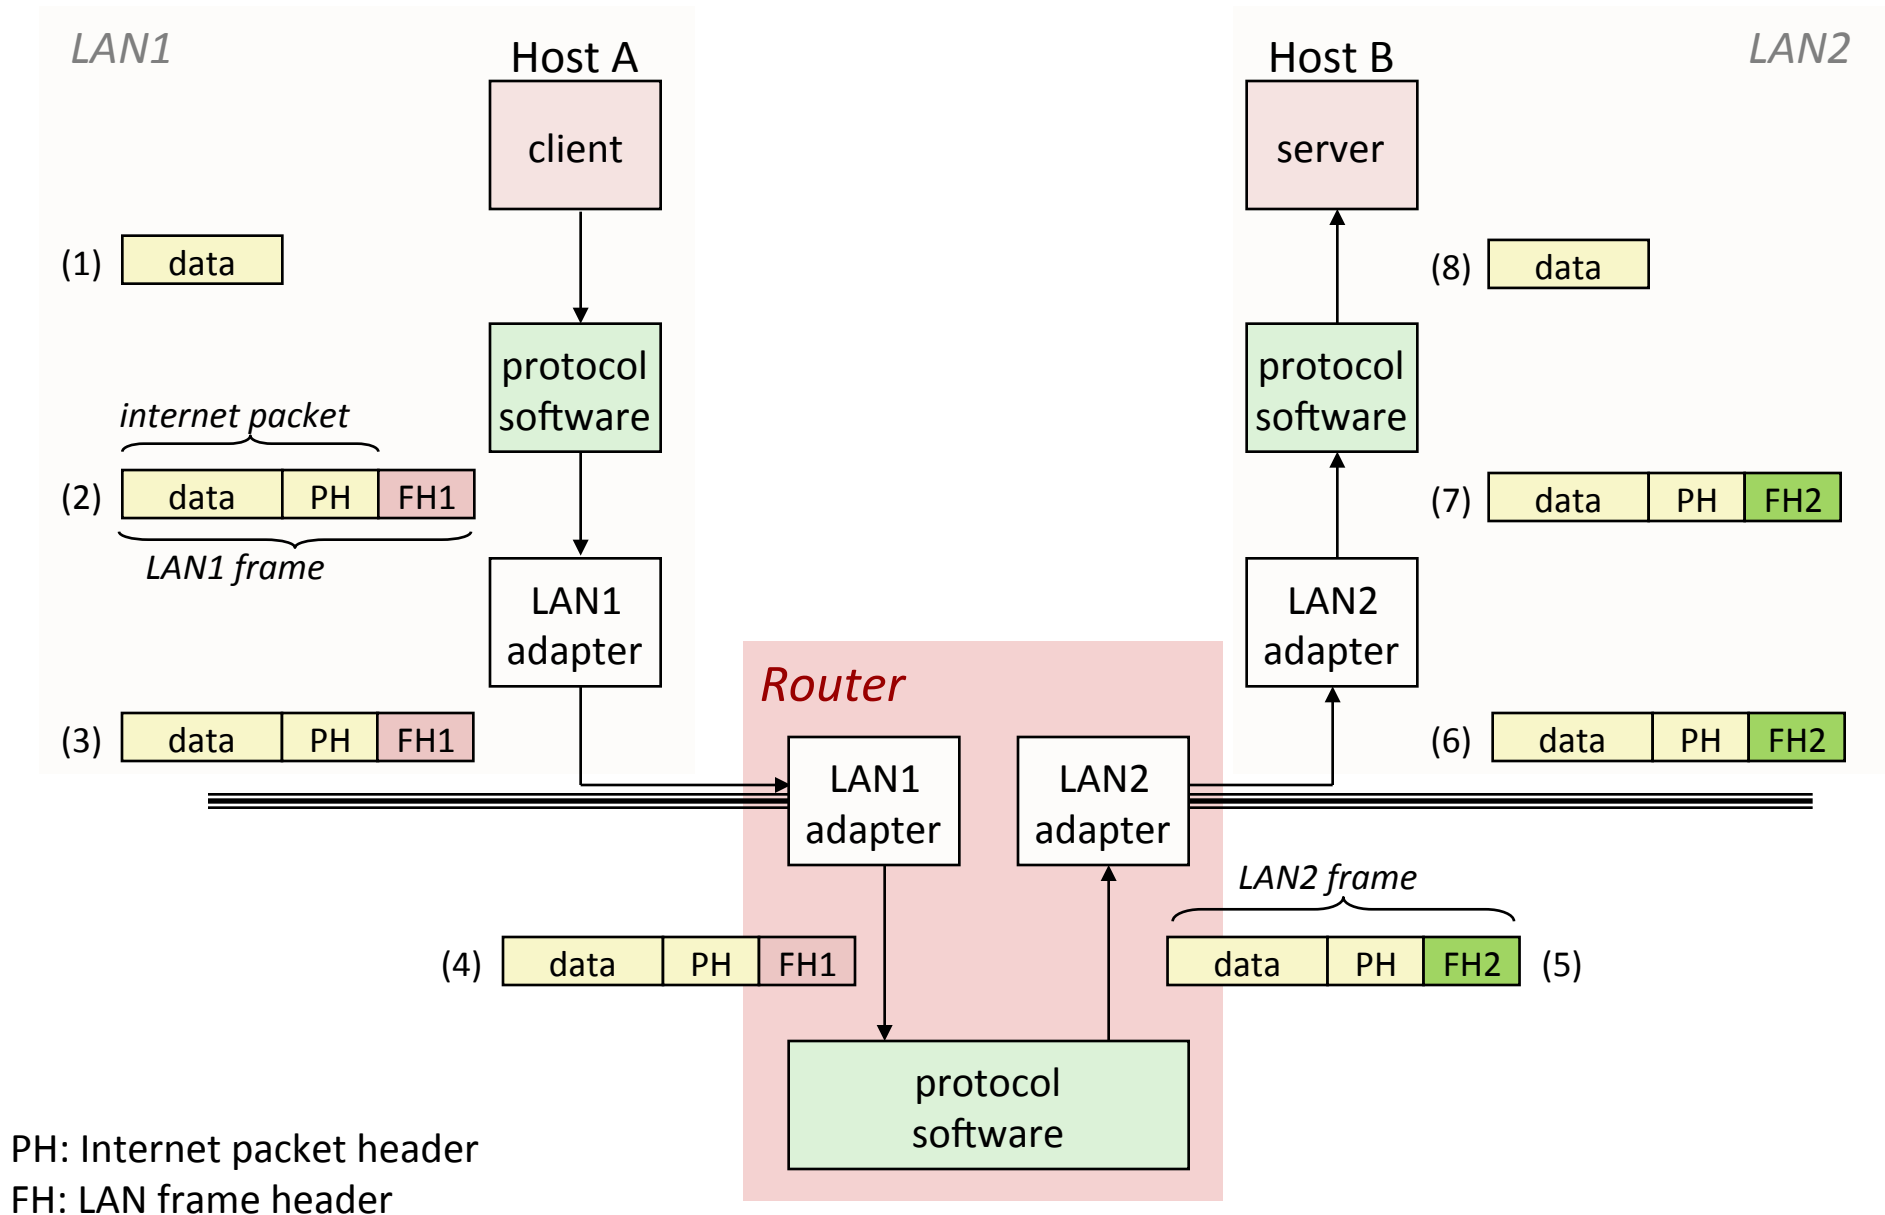 LAN1
Host A
client
(1) data
protocol
software
internet packet
(2) data PH FH1
LAN1 frame
LAN1
adapter
(3) data PH FH1
Host B
LAN2
server
(8) data
protocol
software
(7) data PH FH2
LAN2
adapter
(6) data PH FH2
Router
LAN1
adapter
LAN2
adapter
LAN2 frame
(4) data PH FH1
data PH FH2 (5)
protocol
software
PH: Internet packet header
FH: LAN frame header